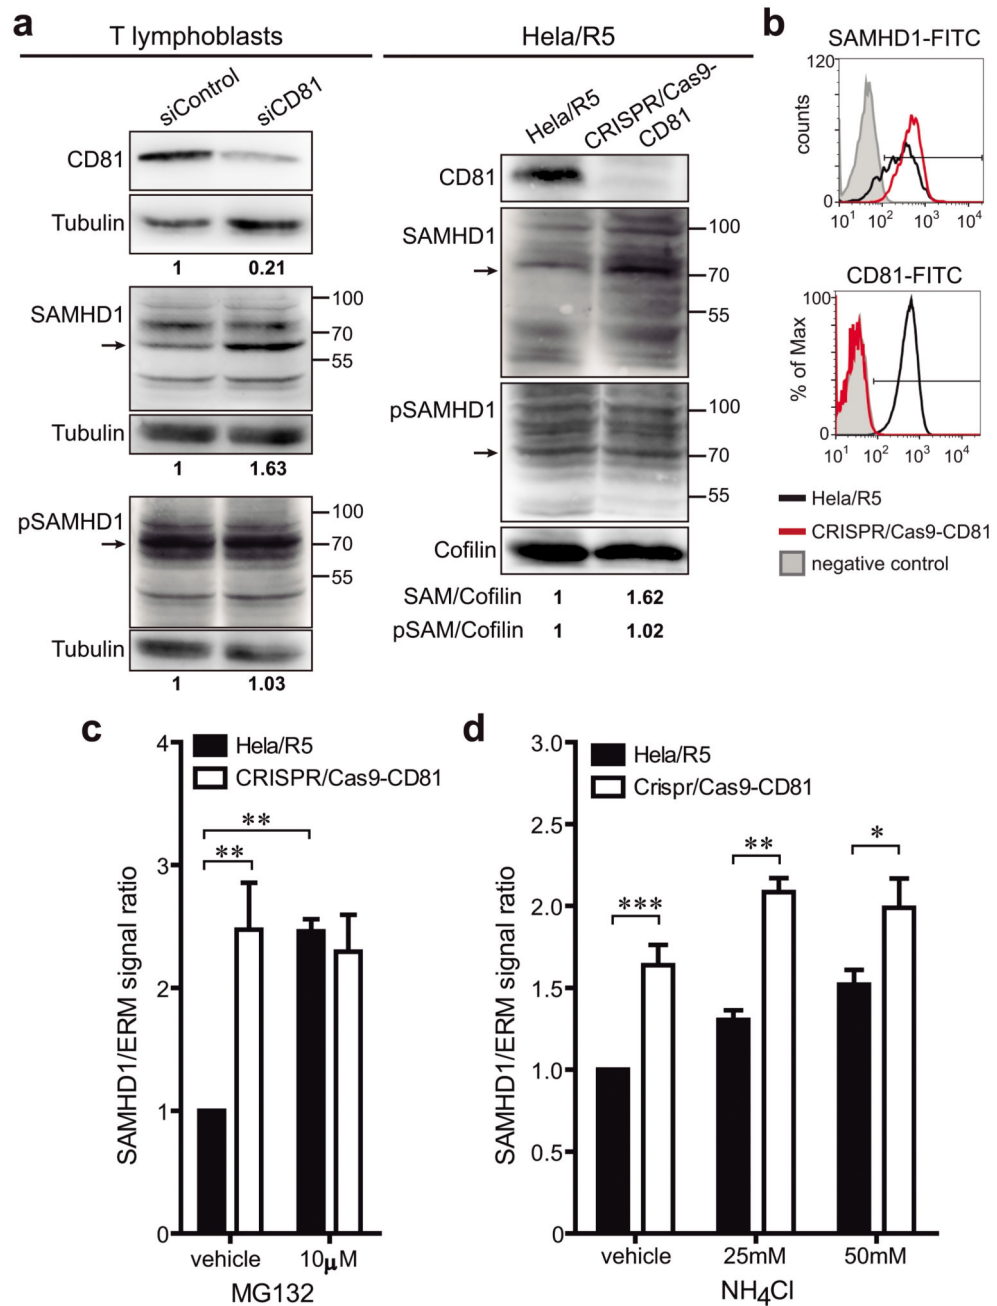 a
T lymphoblasts
siControl
siCD81
CD81
Tubulin
1 0.21
SAMHD1
100
70
55
Tubulin
1 1.63
pSAMHD1
100
70
55
Tubulin
1 1.03
Hela/R5
Hela/R5
CRISPR/Cas9-
CD81
CD81
SAMHD1
100
70
55
pSAMHD1
100
70
55
Cofilin
SAM/Cofilin 1 1.62
pSAM/Cofilin 1 1.02
b
SAMHD1-FITC
120
counts
0
10¹ 10² 10³ 10⁴
CD81-FITC
100
% of Max
0
10¹ 10² 10³ 10⁴
Hela/R5
CRISPR/Cas9-CD81
negative control
c
Hela/R5
CRISPR/Cas9-CD81
SAMHD1/ERM signal ratio
4
3
2
1
0
**
**
vehicle 10μM
MG132
d
Hela/R5
Crispr/Cas9-CD81
SAMHD1/ERM signal ratio
3.0
2.5
2.0
1.5
1.0
0.5
0
***
**
*
vehicle 25mM 50mM
NH₄Cl